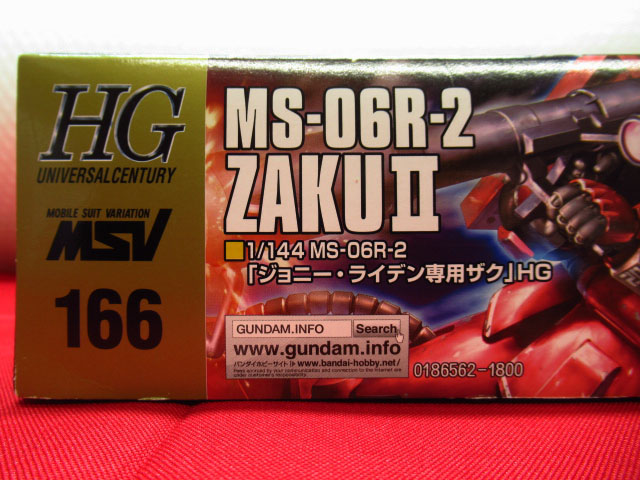 HG
UNIVERSAL CENTURY
MOBILE SUIT VARIATION
MSV
166
MS-06R-2
ZAKU II
1/144 MS-06R-2
「ジョニー・ライデン専用ザク」HG
GUNDAM.INFO Search
www.gundam.info
バンダイホビーサイト www.bandai-hobby.net/
0186562-1800